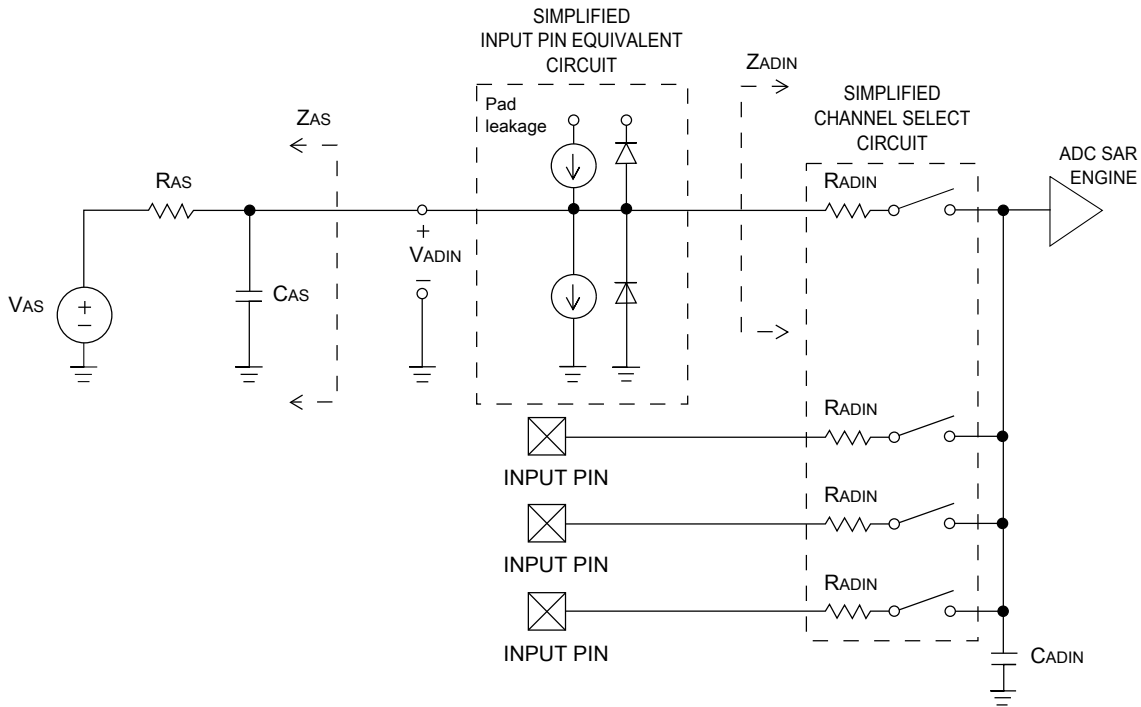 SIMPLIFIED
INPUT PIN EQUIVALENT
CIRCUIT
Pad
leakage
ZAS
ZADIN
SIMPLIFIED
CHANNEL SELECT
CIRCUIT
ADC SAR
ENGINE
RAS
RADIN
+
VADIN
–
CAS
VAS
+
–
RADIN
INPUT PIN
RADIN
INPUT PIN
RADIN
INPUT PIN
CADIN